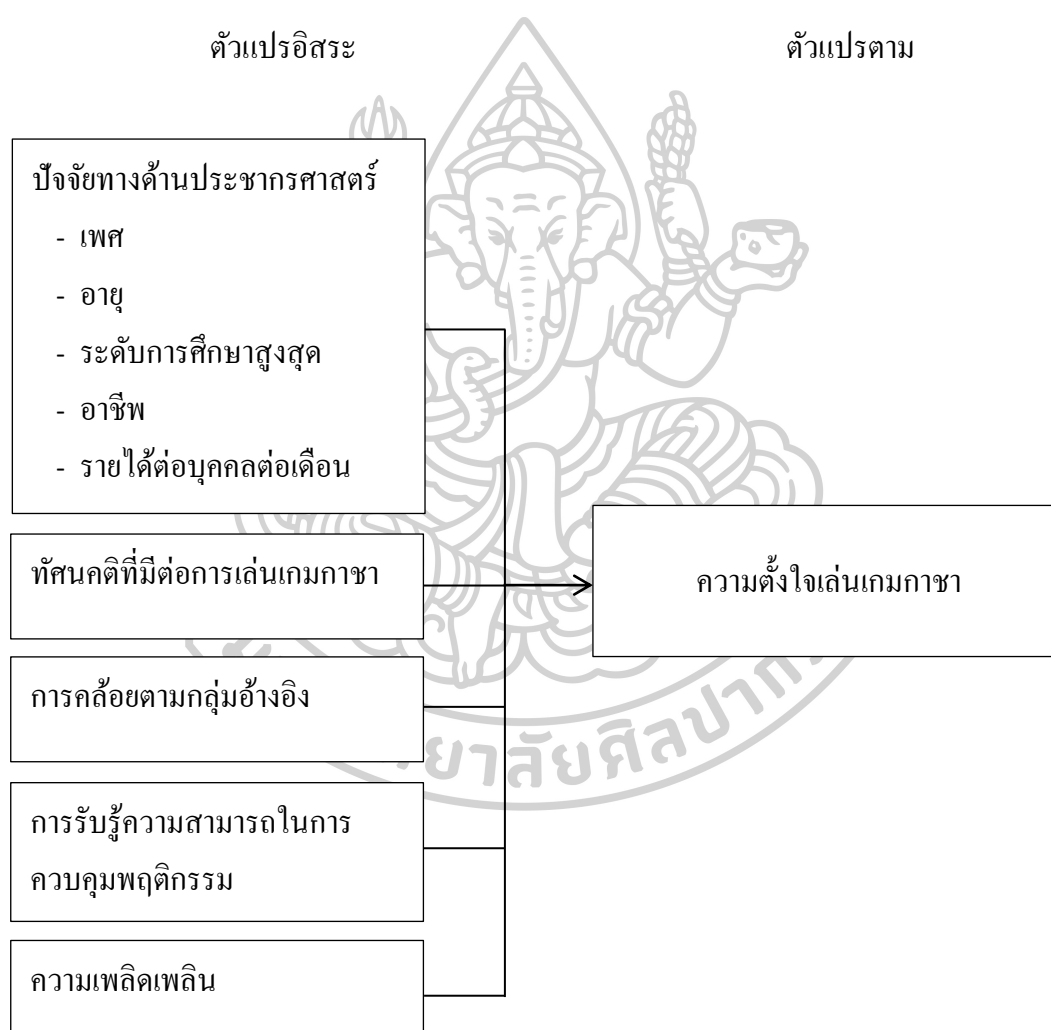 ตัวแปรอิสระ
ตัวแปรตาม
ปัจจัยทางด้านประชากรศาสตร์
- เพศ
- อายุ
- ระดับการศึกษาสูงสุด
- อาชีพ
- รายได้ต่อบุคคลต่อเดือน
ทัศนคติที่มีต่อการเล่นเกมกาชา
ความตั้งใจเล่นเกมกาชา
การคล้อยตามกลุ่มอ้างอิง
การรับรู้ความสามารถในการ
ควบคุมพฤติกรรม
ความเพลิดเพลิน
ยาลัยศิลปาก